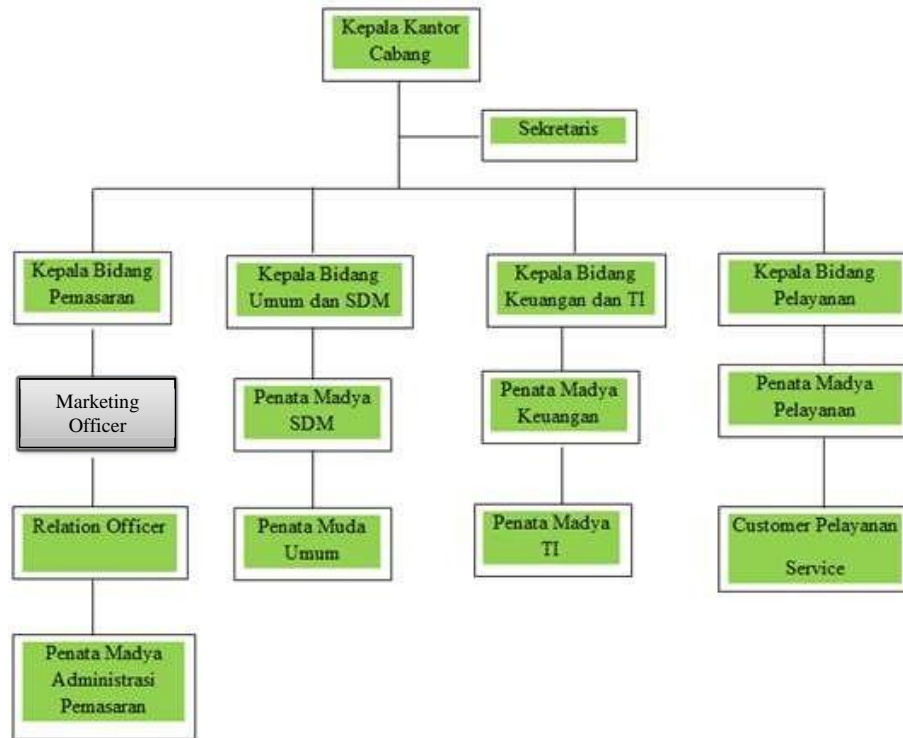 Kepala Kantor
Cabang
Sekretaris
Kepala Bidang
Pemasaran
Kepala Bidang
Umum dan SDM
Kepala Bidang
Keuangan dan TI
Kepala Bidang
Pelayanan
Marketing
Officer
Penata Madya
SDM
Penata Madya
Keuangan
Penata Madya
Pelayanan
Relation Officer
Penata Muda
Umum
Penata Madya
TI
Customer Pelayanan
Service
Penata Madya
Administrasi
Pemasaran